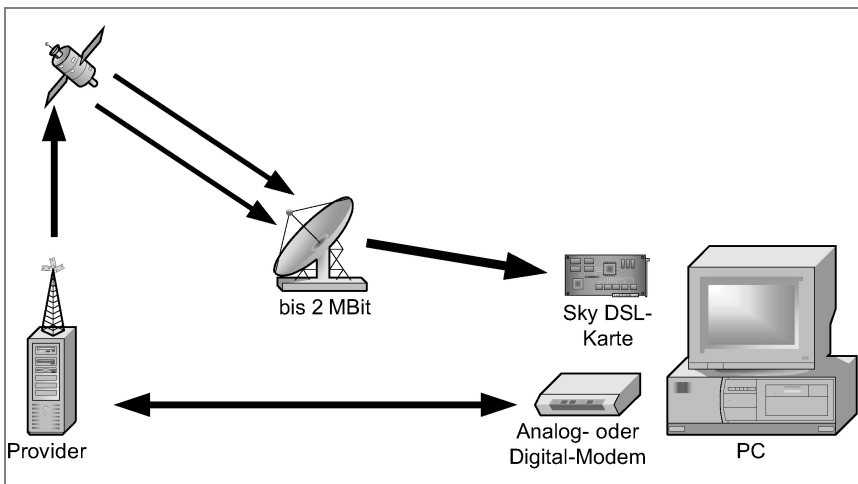 bis 2 MBit
Sky DSL-
Karte
Provider
Analog- oder
Digital-Modem
PC